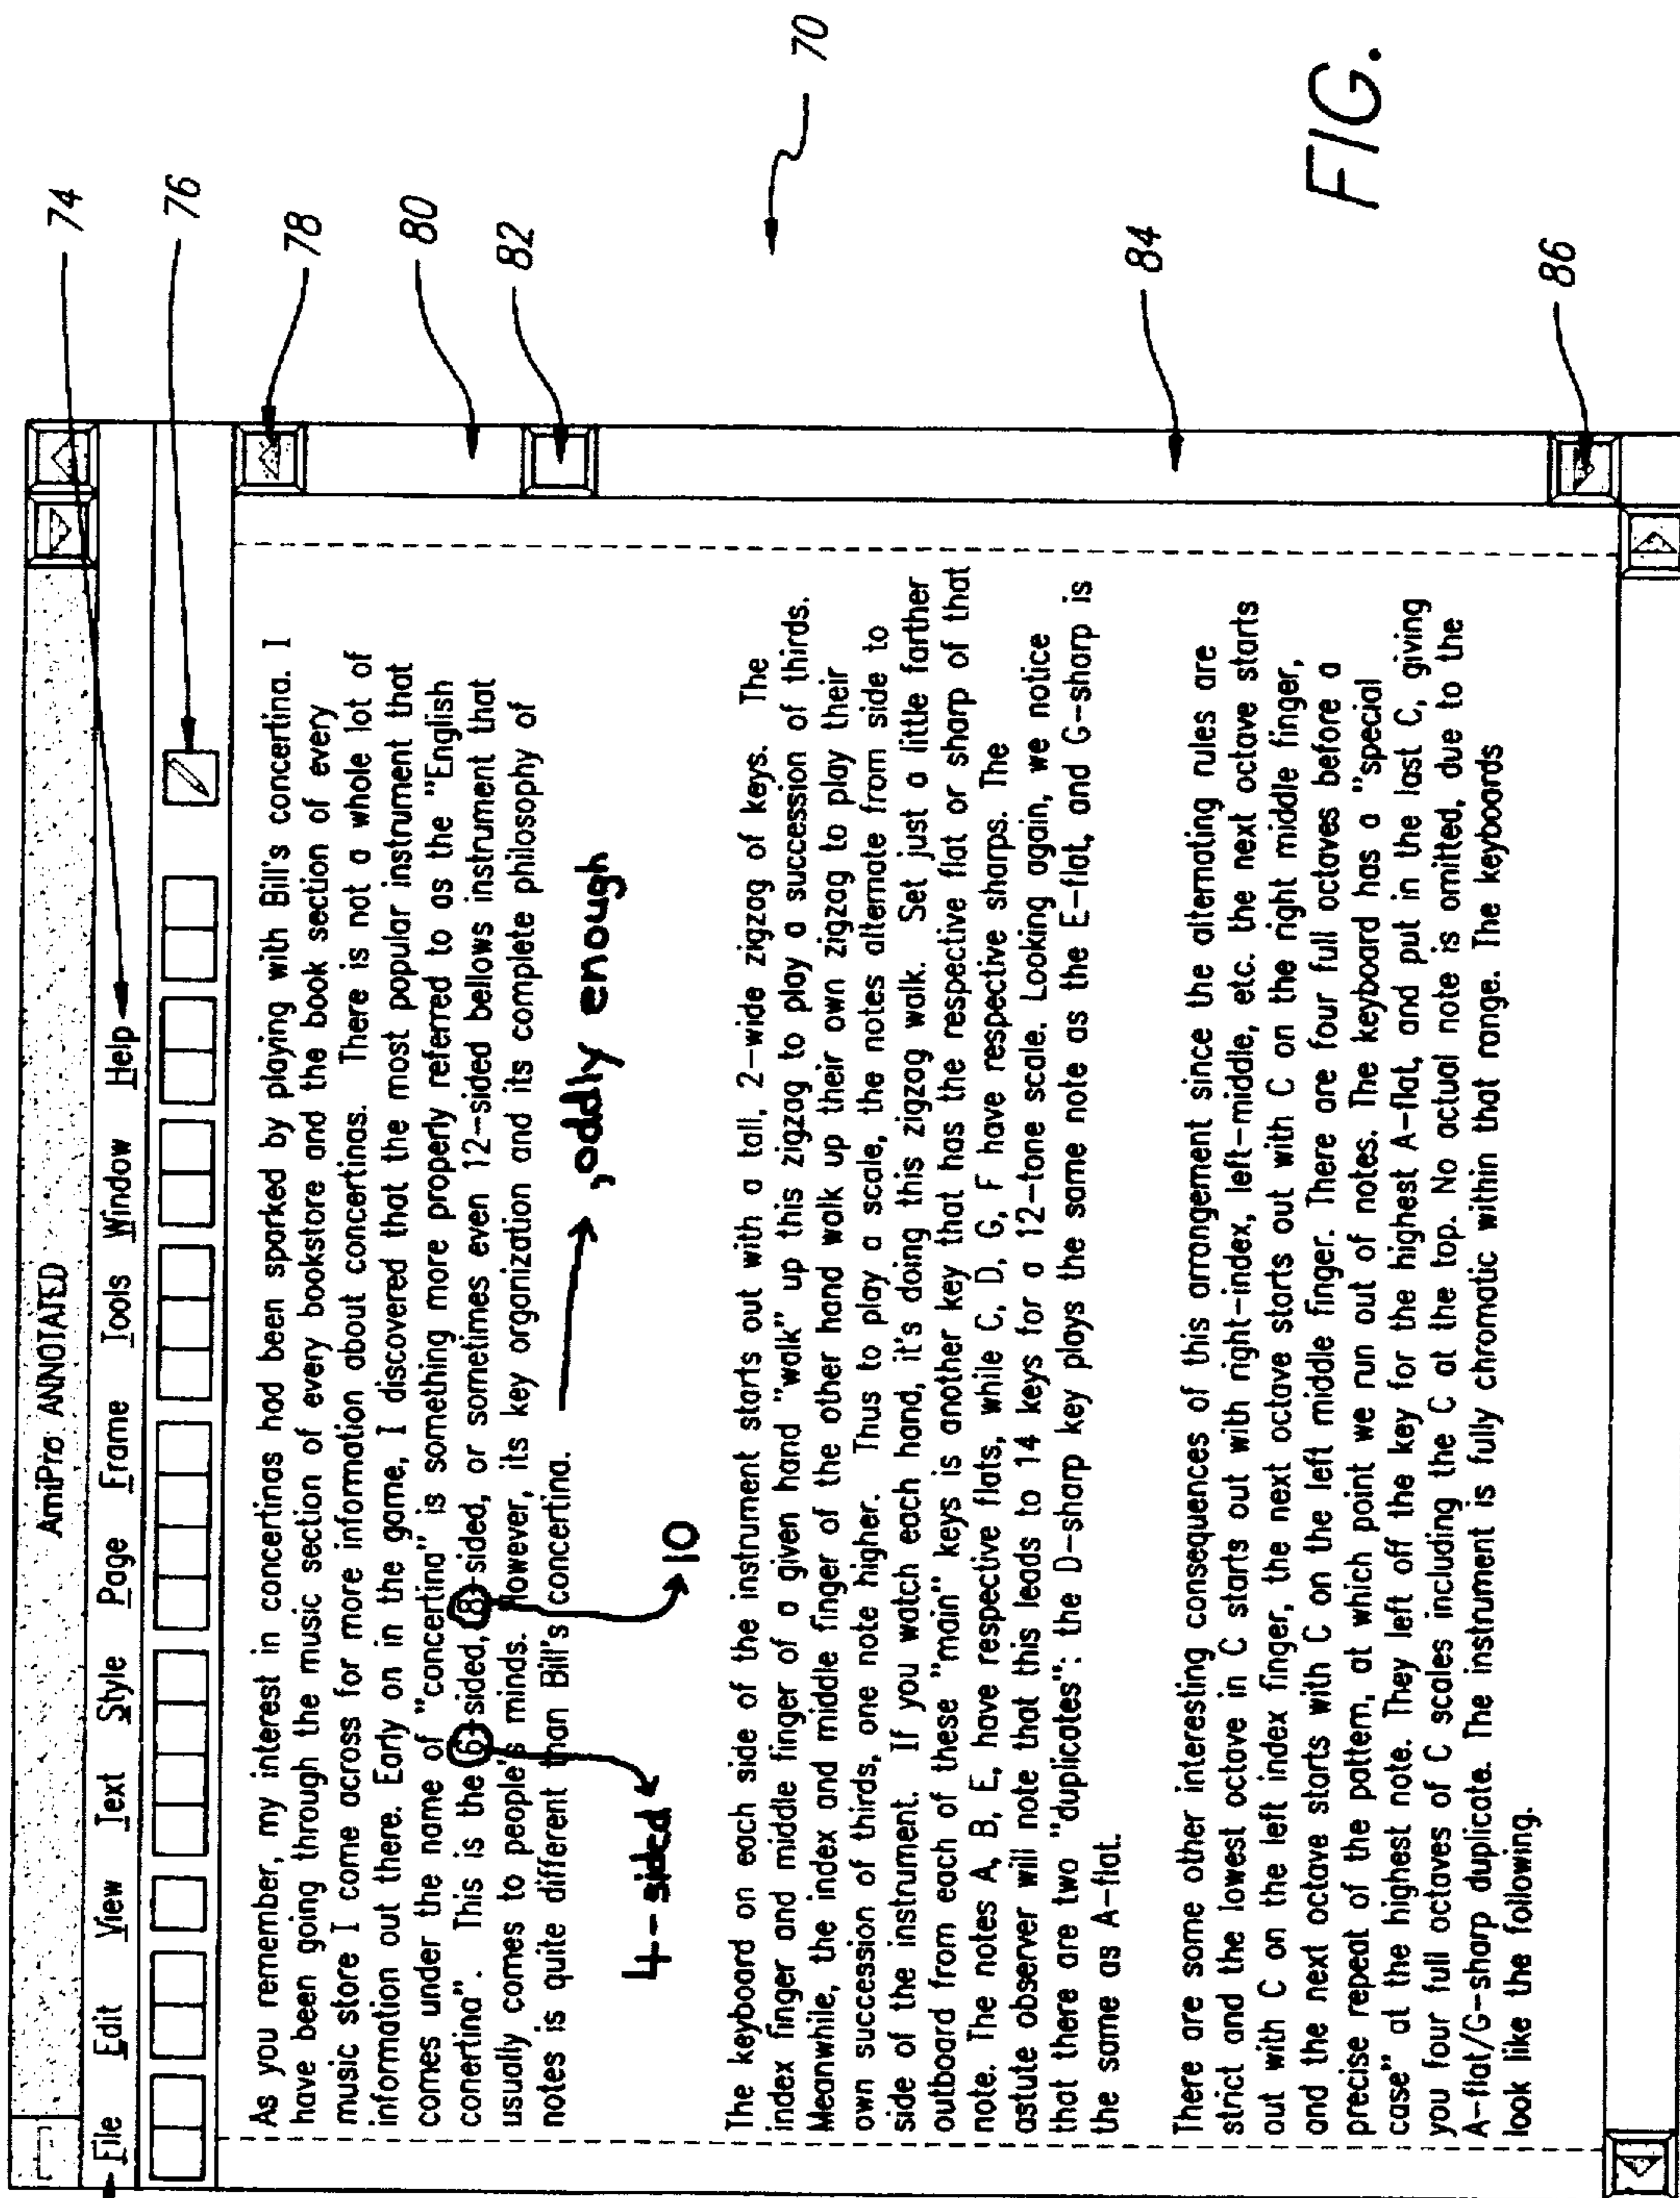 AmiPro ANNOTATED
File Edit View Text Style Page Frame Tools Window Help
74
76
As you remember, my interest in concertinas had been sparked by playing with Bill's concertina. I
have been going through the music section of every bookstore and the book section of every
music store I come across for more information about concertinas. There is not a whole lot of
information out there. Early on in the game, I discovered that the most popular instrument that
comes under the name of "concertina" is something more properly referred to as the "English
conertina". This is the 6-sided, 8-sided, or sometimes even 12-sided bellows instrument that
usually comes to people's minds. However, its key organization and its complete philosophy of
notes is quite different than Bill's concertina.
, oddly enough
4-sided
10
78
80
82
70
The keyboard on each side of the instrument starts out with a tall, 2-wide zigzag of keys. The
index finger and middle finger of a given hand "walk" up this zigzag to play a succession of thirds.
Meanwhile, the index and middle finger of the other hand walk up their own zigzag to play their
own succession of thirds, one note higher. Thus to play a scale, the notes alternate from side to
side of the instrument. If you watch each hand, it's doing this zigzag walk. Set just a little farther
outboard from each of these "main" keys is another key that has the respective flat or sharp of that
note. The notes A, B, E, have respective flats, while C, D, G, F have respective sharps. The
astute observer will note that this leads to 14 keys for a 12-tone scale. Looking again, we notice
that there are two "duplicates": the D-sharp key plays the same note as the E-flat, and G-sharp is
the same as A-flat.
84
There are some other interesting consequences of this arrangement since the alternating rules are
strict and the lowest octave in C starts out with right-index, left-middle, etc. the next octave starts
out with C on the left index finger, the next octave starts out with C on the right middle finger,
and the next octave starts with C on the left middle finger. There are four full octaves before a
precise repeat of the pattern, at which point we run out of notes. The keyboard has a "special
case" at the highest note. They left off the key for the highest A-flat, and put in the last C, giving
you four full octaves of C scales including the C at the top. No actual note is omitted, due to the
A-flat/G-sharp duplicate. The instrument is fully chromatic within that range. The keyboards
look like the following.
86
FIG.